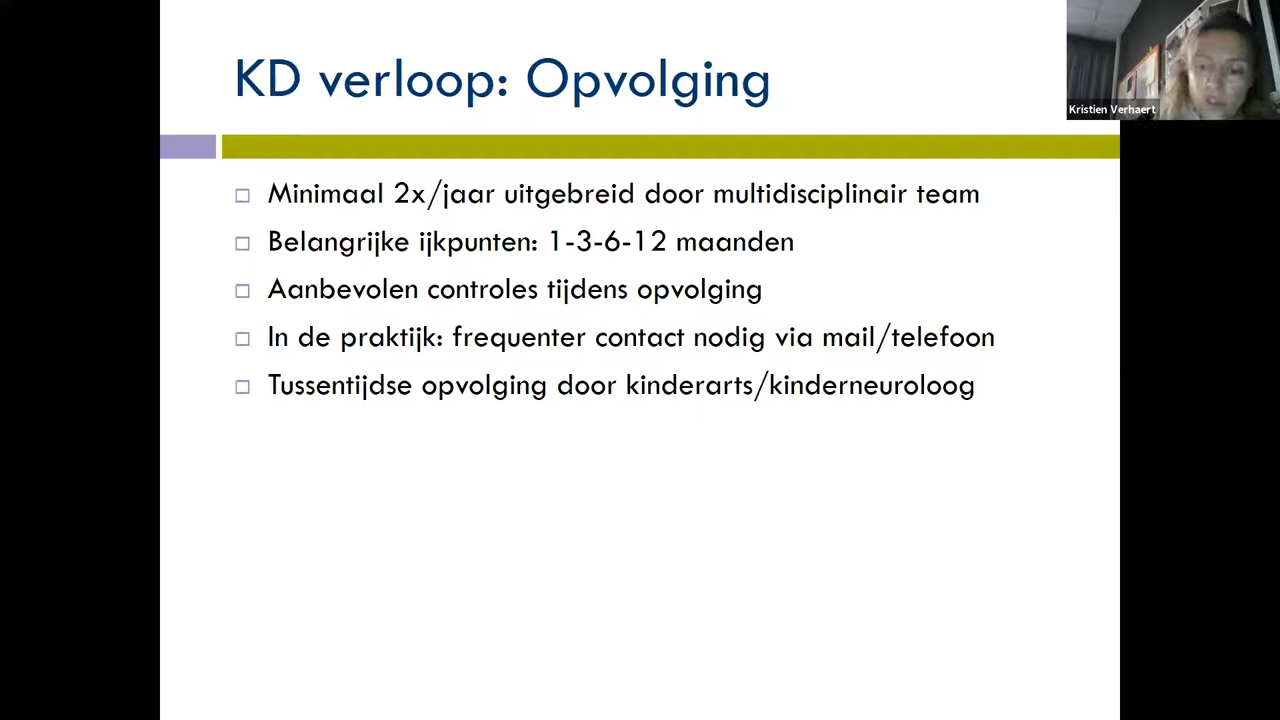 KD verloop: Opvolging
Kristien Verhaert
Minimaal 2x/jaar uitgebreid door multidisciplinair team
Belangrijke ijkpunten: 1-3-6-12 maanden
Aanbevolen controles tijdens opvolging
In de praktijk: frequenter contact nodig via mail/telefoon
Tussentijdse opvolging door kinderarts/kinderneuroloog